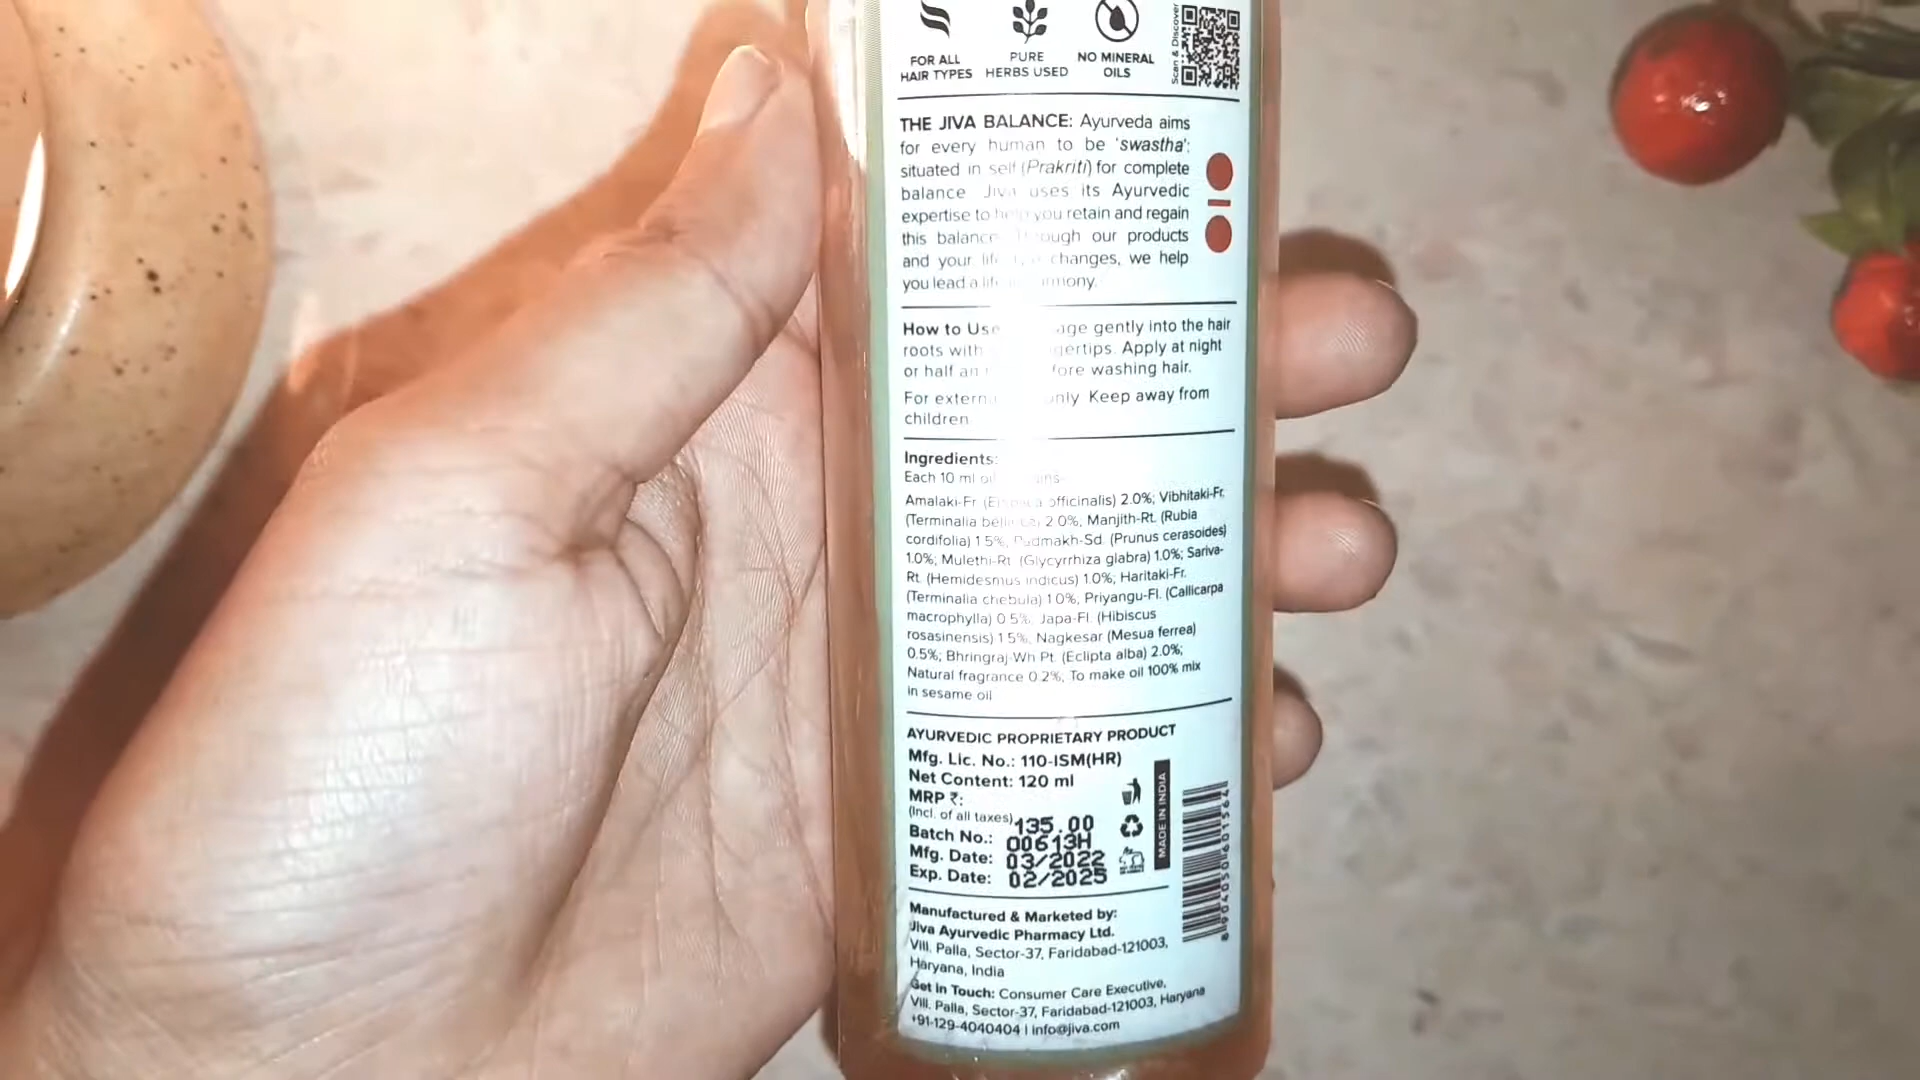 FOR ALL
HAIR TYPES
PURE
HERBS USED
NO MINERAL
OILS
Scan & Discover
THE JIVA BALANCE: Ayurveda aims
for every human to be 'swastha';
situated in self (Prakriti) for complete
balance Jiva uses its Ayurvedic
expertise to help you retain and regain
this balance Through our products
and your changes, we help
you lead a
How to Use gently into the hair
roots with Apply at night
or half an washing hair.
For only Keep away from
children
Ingredients:
Each 10 ml oil
Amalaki-Fr (Emblica officinalis) 2.0%; Vibhitaki-Fr.
(Terminalia bellirica) 2.0%, Manjith-Rt. (Rubia
cordifolia) 1.5%, Padmakh-Sd. (Prunus cerasoides)
1.0%; Mulethi-Rt. (Glycyrrhiza glabra) 1.0%; Sariva-
Rt. (Hemidesmus indicus) 1.0%; Haritaki-Fr.
(Terminalia chebula) 1.0%, Priyangu-Fl. (Callicarpa
macrophylla) 0.5%, Japa-Fl. (Hibiscus
rosasinensis) 1.5%, Nagkesar (Mesua ferrea)
0.5%; Bhringraj-Wh Pt. (Eclipta alba) 2.0%;
Natural fragrance 0.2%, To make oil 100% mix
in sesame oil
AYURVEDIC PROPRIETARY PRODUCT
Mfg. Lic. No.: 110-ISM(HR)
Net Content: 120 ml
MRP ₹:
(Incl. of all taxes) 135.00
Batch No.: 00613H
Mfg. Date: 03/2022
Exp. Date: 02/2025
MADE IN INDIA
8904050601564
Manufactured & Marketed by:
Jiva Ayurvedic Pharmacy Ltd.
Vill. Palla, Sector-37, Faridabad-121003,
Haryana, India
Get in Touch: Consumer Care Executive,
Vill. Palla, Sector-37, Faridabad-121003, Haryana
+91-129-4040404 | info@jiva.com